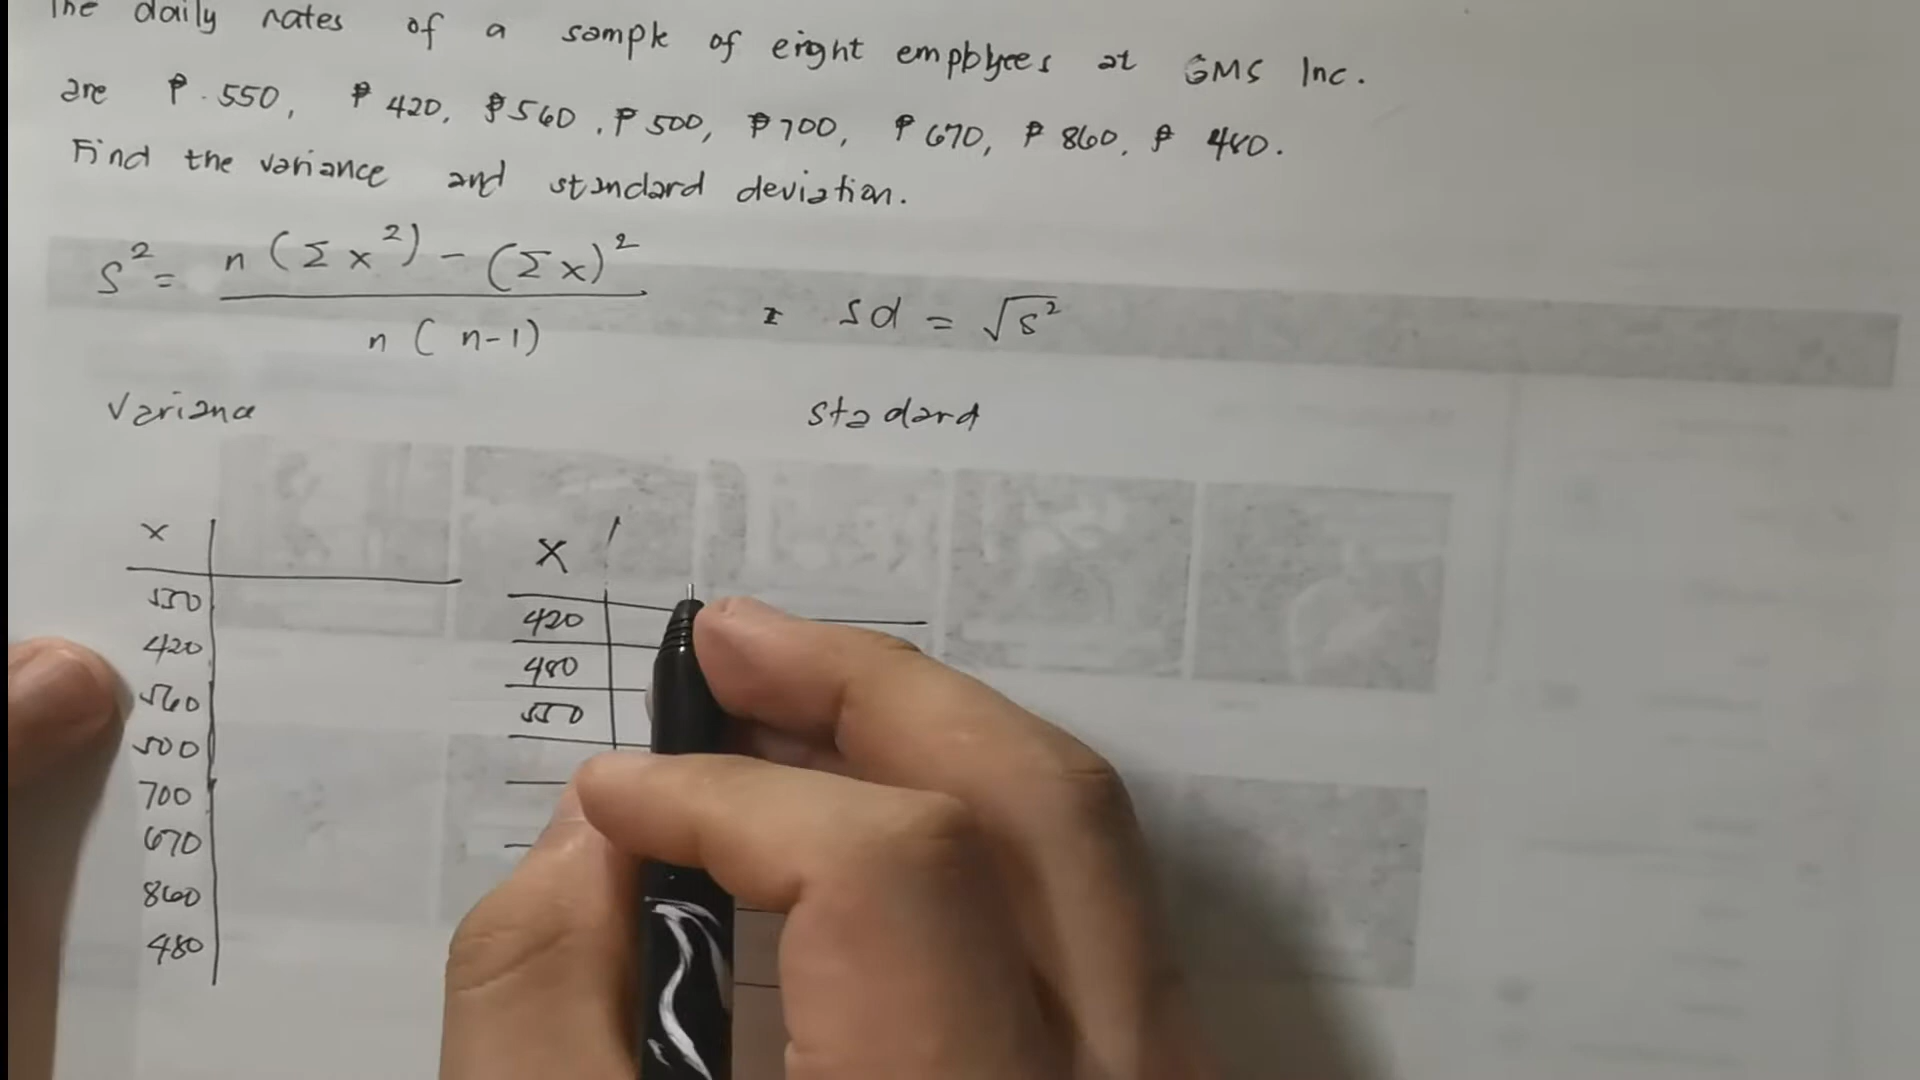 The daily rates of a sample of eight employees at GMS Inc.
are ₱ 550, ₱ 420, ₱ 560, ₱ 500, ₱ 700, ₱ 670, ₱ 860, ₱ 480.
Find the variance and standard deviation.
s² = n(Σx²) - (Σx)² / n(n-1)
sd = √s²
Variance
stadard
x
550
420
560
500
700
670
860
480
X
420
480
550